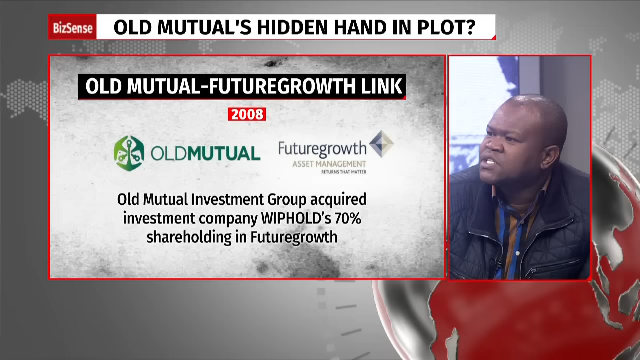 BizSense
OLD MUTUAL'S HIDDEN HAND IN PLOT?
OLD MUTUAL-FUTUREGROWTH LINK
2008
OLDMUTUAL
Futuregrowth
ASSET MANAGEMENT
RETURNS THAT MATTER
Old Mutual Investment Group acquired
investment company WIPHOLD's 70%
shareholding in Futuregrowth